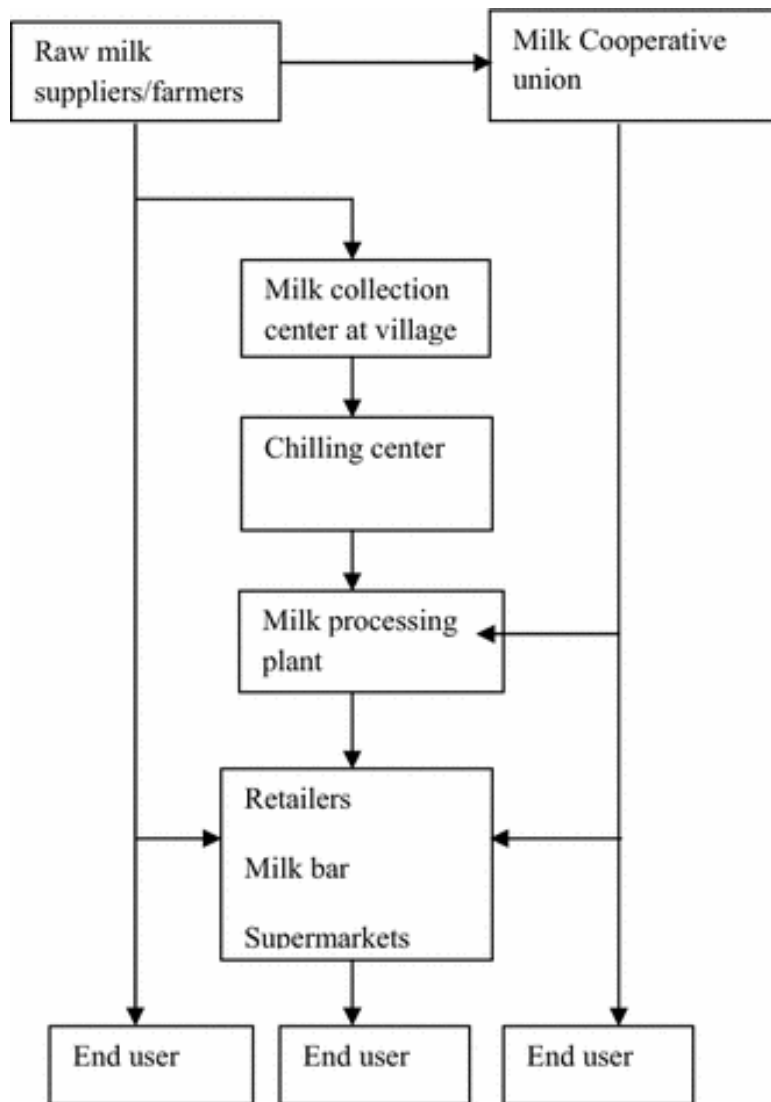 Raw milk
suppliers/farmers
Milk Cooperative
union
Milk collection
center at village
Chilling center
Milk processing
plant
Retailers
Milk bar
Supermarkets
End user
End user
End user